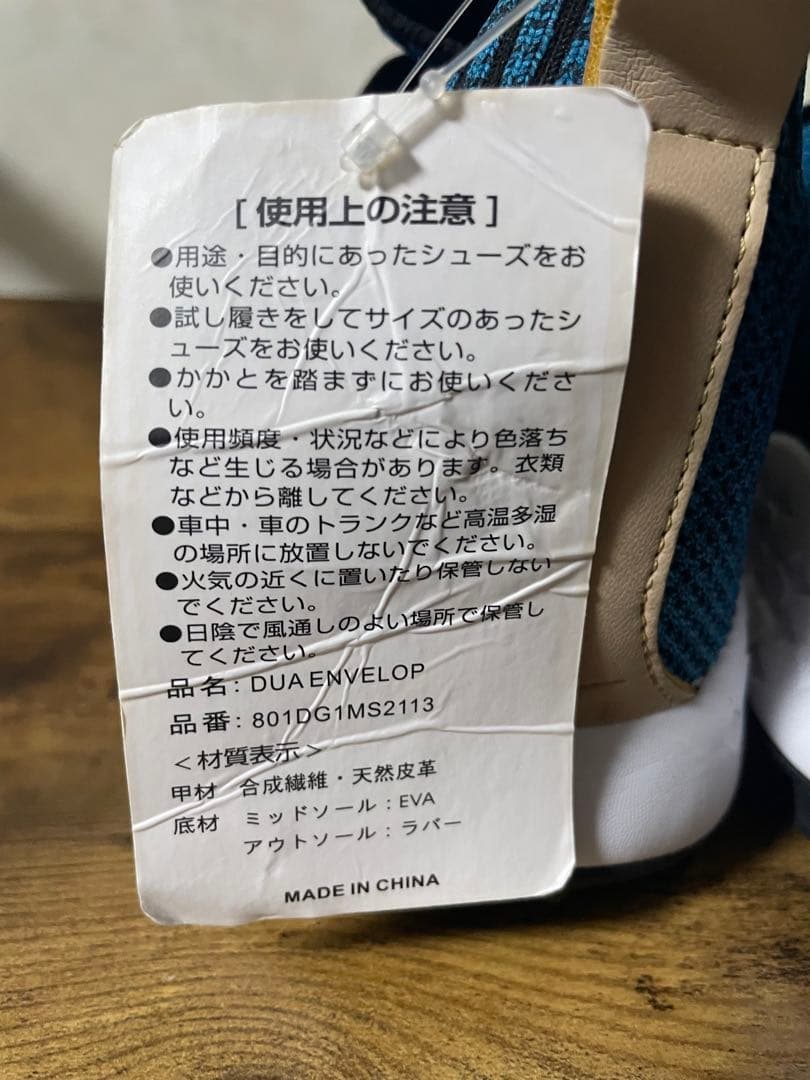 [使用上の注意]
●用途・目的にあったシューズをお
使いください。
●試し履きをしてサイズのあったシ
ューズをお使いください。
●かかとを踏まずにお使いくださ
い。
●使用頻度・状況などにより色落ち
など生じる場合があります。衣類
などから離してください。
●車中・車のトランクなど高温多湿
の場所に放置しないでください。
●火気の近くに置いたり保管しない
でください。
●日陰で風通しのよい場所で保管し
てください。
品名:DUA ENVELOP
品番:801DG1MS2113
<材質表示>
甲材 合成繊維・天然皮革
底材 ミッドソール:EVA
アウトソール:ラバー
MADE IN CHINA